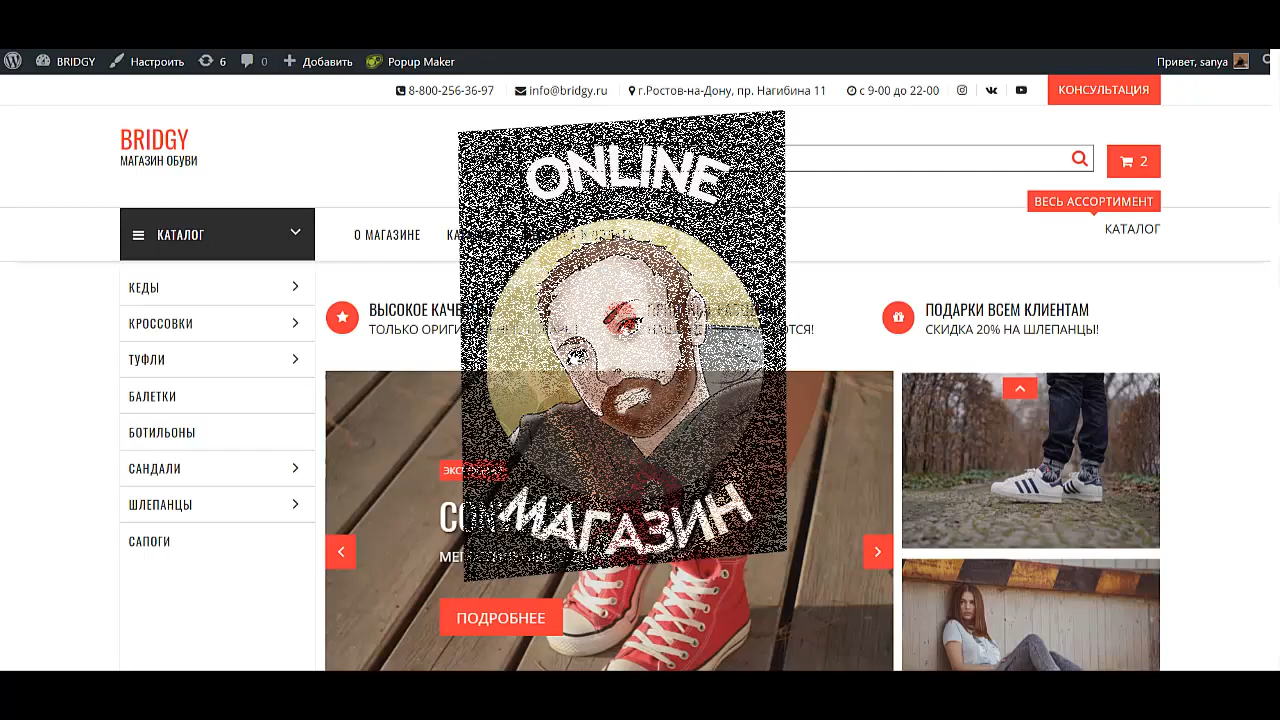 BRIDGY
Настроить
6
0
Добавить
Popup Maker
Привет, sanya
8-800-256-36-97
info@bridgy.ru
г.Ростов-на-Дону, пр. Нагибина 11
с 9-00 до 22-00
КОНСУЛЬТАЦИЯ
BRIDGY
МАГАЗИН ОБУВИ
2
ВЕСЬ АССОРТИМЕНТ
КАТАЛОГ
КАТАЛОГ
О МАГАЗИНЕ
ONLINE
МАГАЗИН
КЕДЫ
КРОССОВКИ
ТУФЛИ
БАЛЕТКИ
БОТИЛЬОНЫ
САНДАЛИ
ШЛЕПАНЦЫ
САПОГИ
ВЫСОКОЕ
ТОЛЬКО
ПОДАРКИ ВСЕМ КЛИЕНТАМ
СКИДКА 20% НА ШЛЕПАНЦЫ!
ПОДРОБНЕЕ